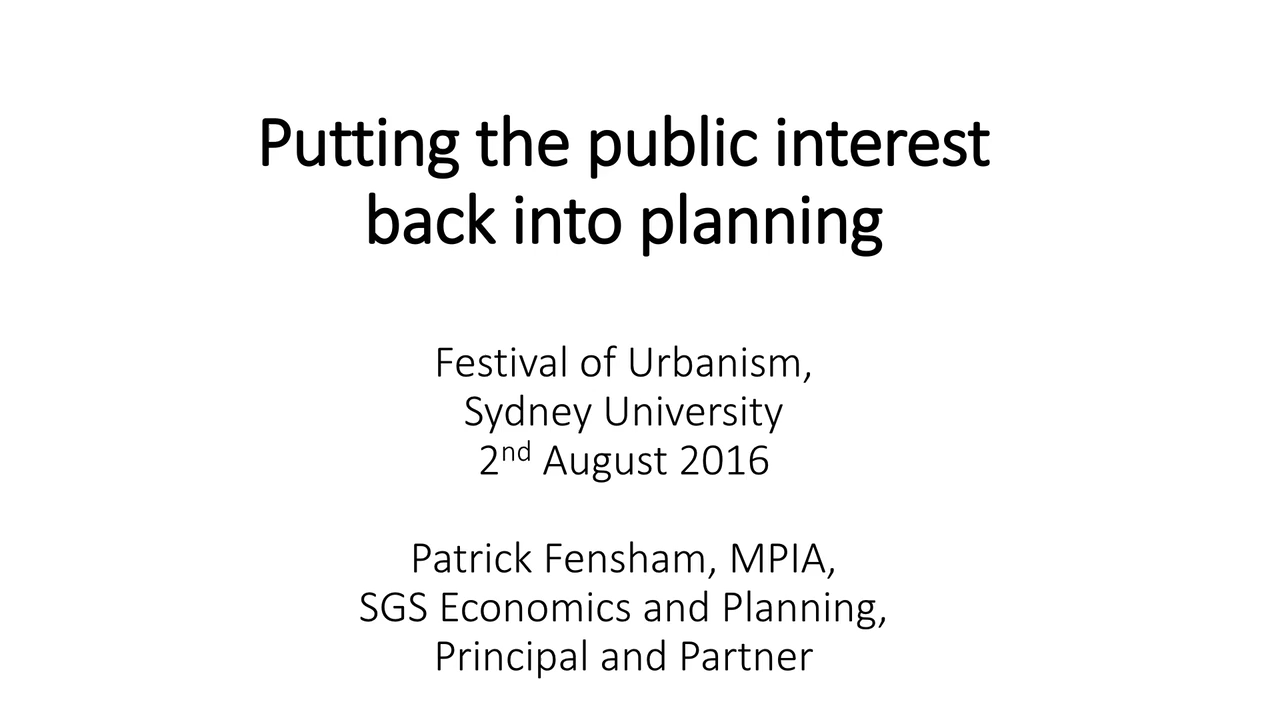 Putting the public interest
back into planning
Festival of Urbanism,
Sydney University
2nd August 2016
Patrick Fensham, MPIA,
SGS Economics and Planning,
Principal and Partner